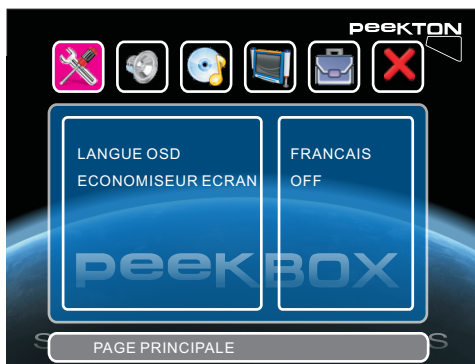 PEEKTON
LANGUE OSD FRANCAIS
ECONOMISEUR ECRAN OFF
PEEKBOX
S S
PAGE PRINCIPALE